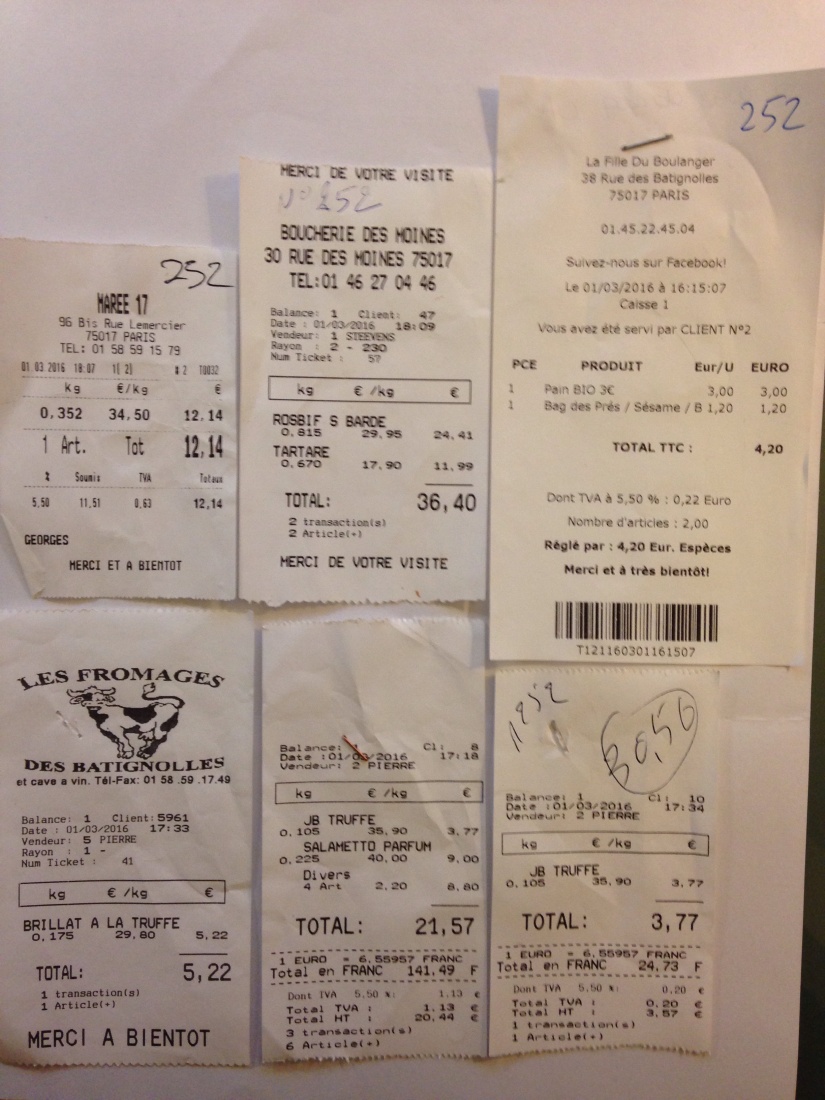 252
MAREE 17
96 Bis Rue Lemercier
75017 PARIS
TEL: 01 58 59 15 79
01 03 2016 18:07 1( 2) # 2 T0032
kg €/kg €
0,352 34,50 12,14
1 Art. Tot 12,14
% Soumis TVA Totaux
5,50 11,51 0,63 12,14
GEORGES
MERCI ET A BIENTOT
MERCI DE VOTRE VISITE
N° 252
BOUCHERIE DES MOINES
30 RUE DES MOINES 75017
TEL:01 46 27 04 46
Balance: 1 Client: 47
Date : 01/03/2016 18:09
Vendeur: 1 STEEVENS
Rayon : 2 - 230
Num Ticket : 57
kg € /kg €
ROSBIF S BARDE
0,815 29,95 24,41
TARTARE
0,670 17,90 11,99
TOTAL: 36,40
2 transaction(s)
2 Article(+)
MERCI DE VOTRE VISITE
252
La Fille Du Boulanger
38 Rue des Batignolles
75017 PARIS
01.45.22.45.04
Suivez-nous sur Facebook!
Le 01/03/2016 à 16:15:07
Caisse 1
Vous avez été servi par CLIENT N°2
PCE PRODUIT Eur/U EURO
1 Pain BIO 3€ 3,00 3,00
1 Bag des Prés / Sésame / B 1,20 1,20
TOTAL TTC : 4,20
Dont TVA à 5,50 % : 0,22 Euro
Nombre d'articles : 2,00
Réglé par : 4,20 Eur. Espèces
Merci et à très bientôt!
T121160301161507
LES FROMAGES
DES BATIGNOLLES
et cave a vin. Tél-Fax: 01 58 .59 .17.49
Balance: 1 Client:5961
Date : 01/03/2016 17:33
Vendeur: 5 PIERRE
Rayon : 1 -
Num Ticket : 41
kg € /kg €
BRILLAT A LA TRUFFE
0,175 29,80 5,22
TOTAL: 5,22
1 transaction(s)
1 Article(+)
MERCI A BIENTOT
Balance: Cl: 8
Date :01/03/2016 17:18
Vendeur: 2 PIERRE
kg € /kg €
JB TRUFFE
0,105 35,90 3,77
SALAMETTO PARFUM
0,225 40,00 9,00
Divers
4 Art 2,20 8,80
TOTAL: 21,57
1 EURO = 6,55957 FRANC
Total en FRANC 141,49 F
Dont TVA 5,50 %: 1,13 €
Total TVA : 1,13 €
Total HT : 20,44 €
3 transaction(s)
6 Article(+)
252
30,56
Balance: 1 Cl: 10
Date :01/03/2016 17:34
Vendeur: 2 PIERRE
kg € /kg €
JB TRUFFE
0,105 35,90 3,77
TOTAL: 3,77
1 EURO = 6,55957 FRANC
Total en FRANC 24,73 F
Dont TVA 5,50 %: 0,20 €
Total TVA : 0,20 €
Total HT : 3,57 €
1 transaction(s)
1 Article(+)